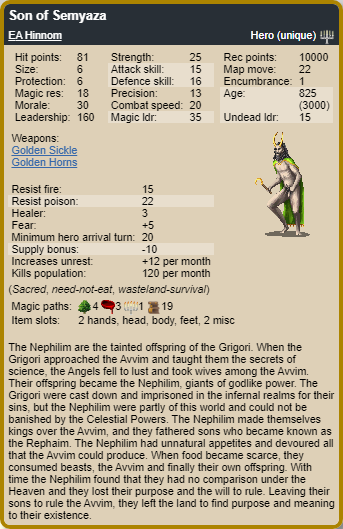 Son of Semyaza
EA Hinnom Hero (unique)
Hit points: 81 Strength: 25 Rec points: 10000
Size: 6 Attack skill: 15 Map move: 22
Protection: 6 Defence skill: 16 Encumbrance: 1
Magic res: 18 Precision: 13 Age: 825
Morale: 30 Combat speed: 20 (3000)
Leadership: 160 Magic ldr: 35 Undead ldr: 15
Weapons:
Golden Sickle
Golden Horns
Resist fire: 15
Resist poison: 22
Healer: 3
Fear: +5
Minimum hero arrival turn: 20
Supply bonus: -10
Increases unrest: +12 per month
Kills population: 120 per month
(Sacred, need-not-eat, wasteland-survival)
Magic paths: 4 3 1 19
Item slots: 2 hands, head, body, feet, 2 misc
The Nephilim are the tainted offspring of the Grigori. When the
Grigori approached the Avvim and taught them the secrets of
science, the Angels fell to lust and took wives among the Avvim.
Their offspring became the Nephilim, giants of godlike power. The
Grigori were cast down and imprisoned in the infernal realms for their
sins, but the Nephilim were partly of this world and could not be
banished by the Celestial Powers. The Nephilim made themselves
kings over the Avvim, and they fathered sons who became known as
the Rephaim. The Nephilim had unnatural appetites and devoured all
that the Avvim could produce. When food became scarce, they
consumed beasts, the Avvim and finally their own offspring. With
time the Nephilim found that they had no comparison under the
Heaven and they lost their purpose and the will to rule. Leaving their
sons to rule the Avvim, they left the land to find purpose and meaning
to their existence.